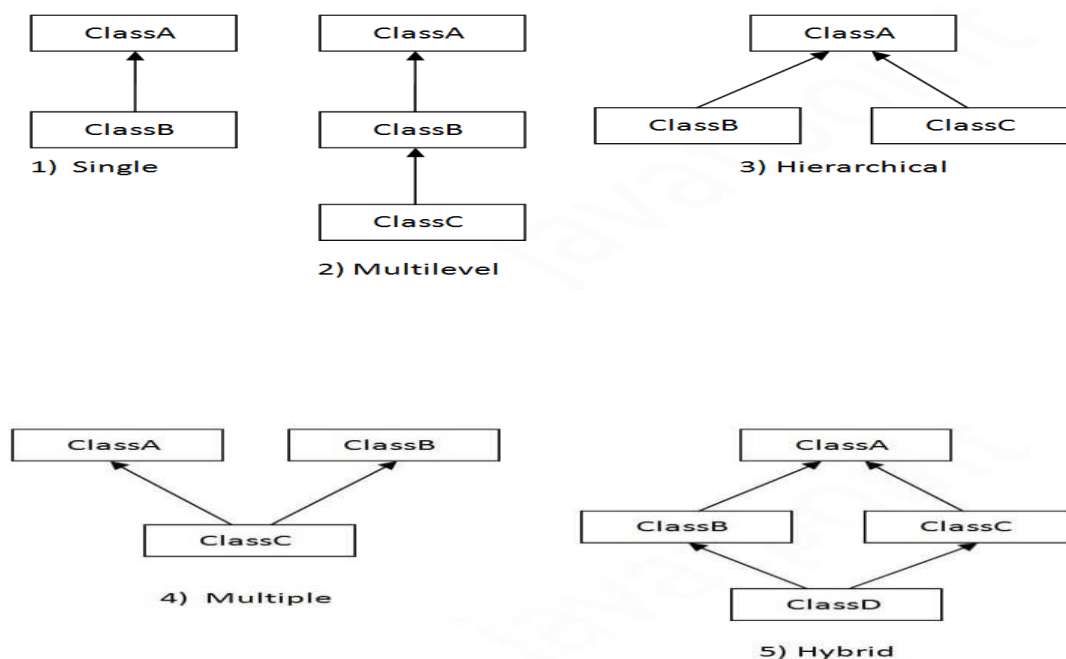 ClassA
ClassB
1) Single
ClassA
ClassB
ClassC
2) Multilevel
ClassA
ClassB
ClassC
3) Hierarchical
ClassA
ClassB
ClassC
4) Multiple
ClassA
ClassB
ClassC
ClassD
5) Hybrid